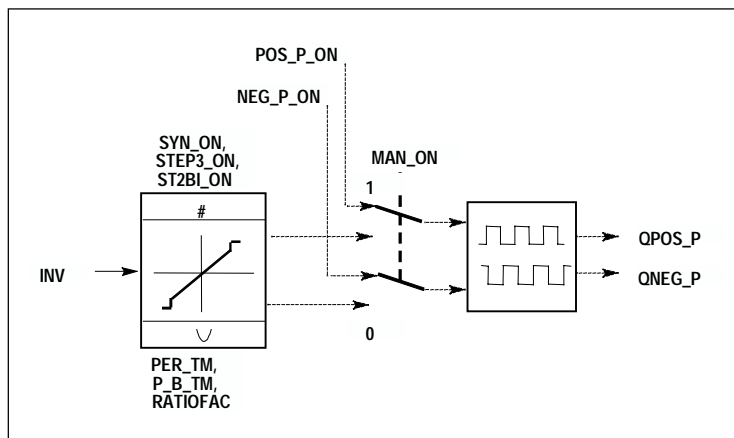 POS_P_ON
NEG_P_ON
SYN_ON,
STEP3_ON,
ST2BI_ON
MAN_ON
1
#
QPOS_P
INV
QNEG_P
0
PER_TM,
P_B_TM,
RATIOFAC